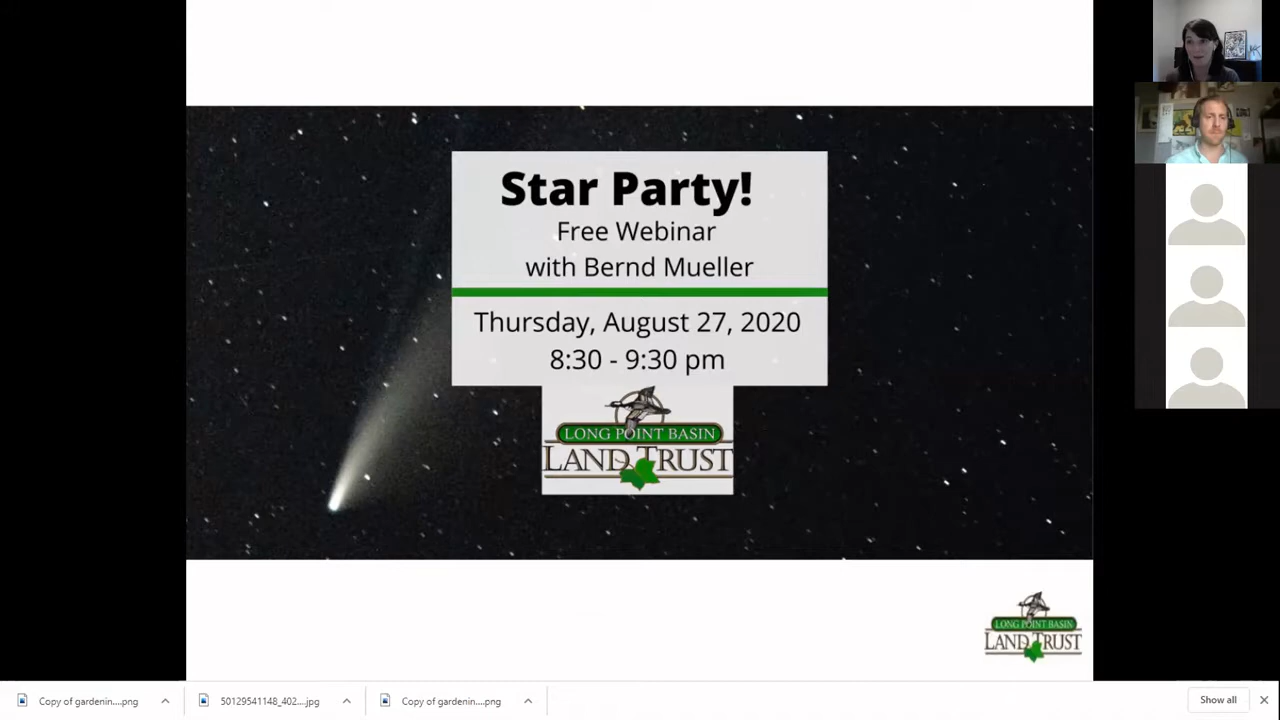 Star Party!
Free Webinar
with Bernd Mueller
Thursday, August 27, 2020
8:30 - 9:30 pm
LONG POINT BASIN
LAND TRUST
LONG POINT BASIN
LAND TRUST
Copy of gardenin....png
50129541148_402....jpg
Copy of gardenin....png
Show all